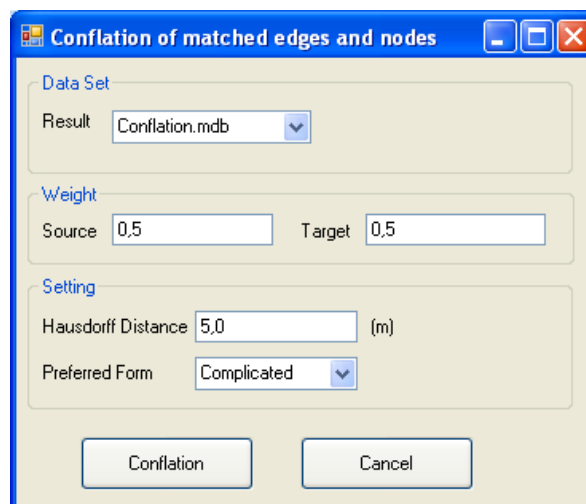 Conflation of matched edges and nodes
Data Set
Result Conflation.mdb
Weight
Source 0,5 Target 0,5
Setting
Hausdorff Distance 5,0 (m)
Preferred Form Complicated
Conflation Cancel